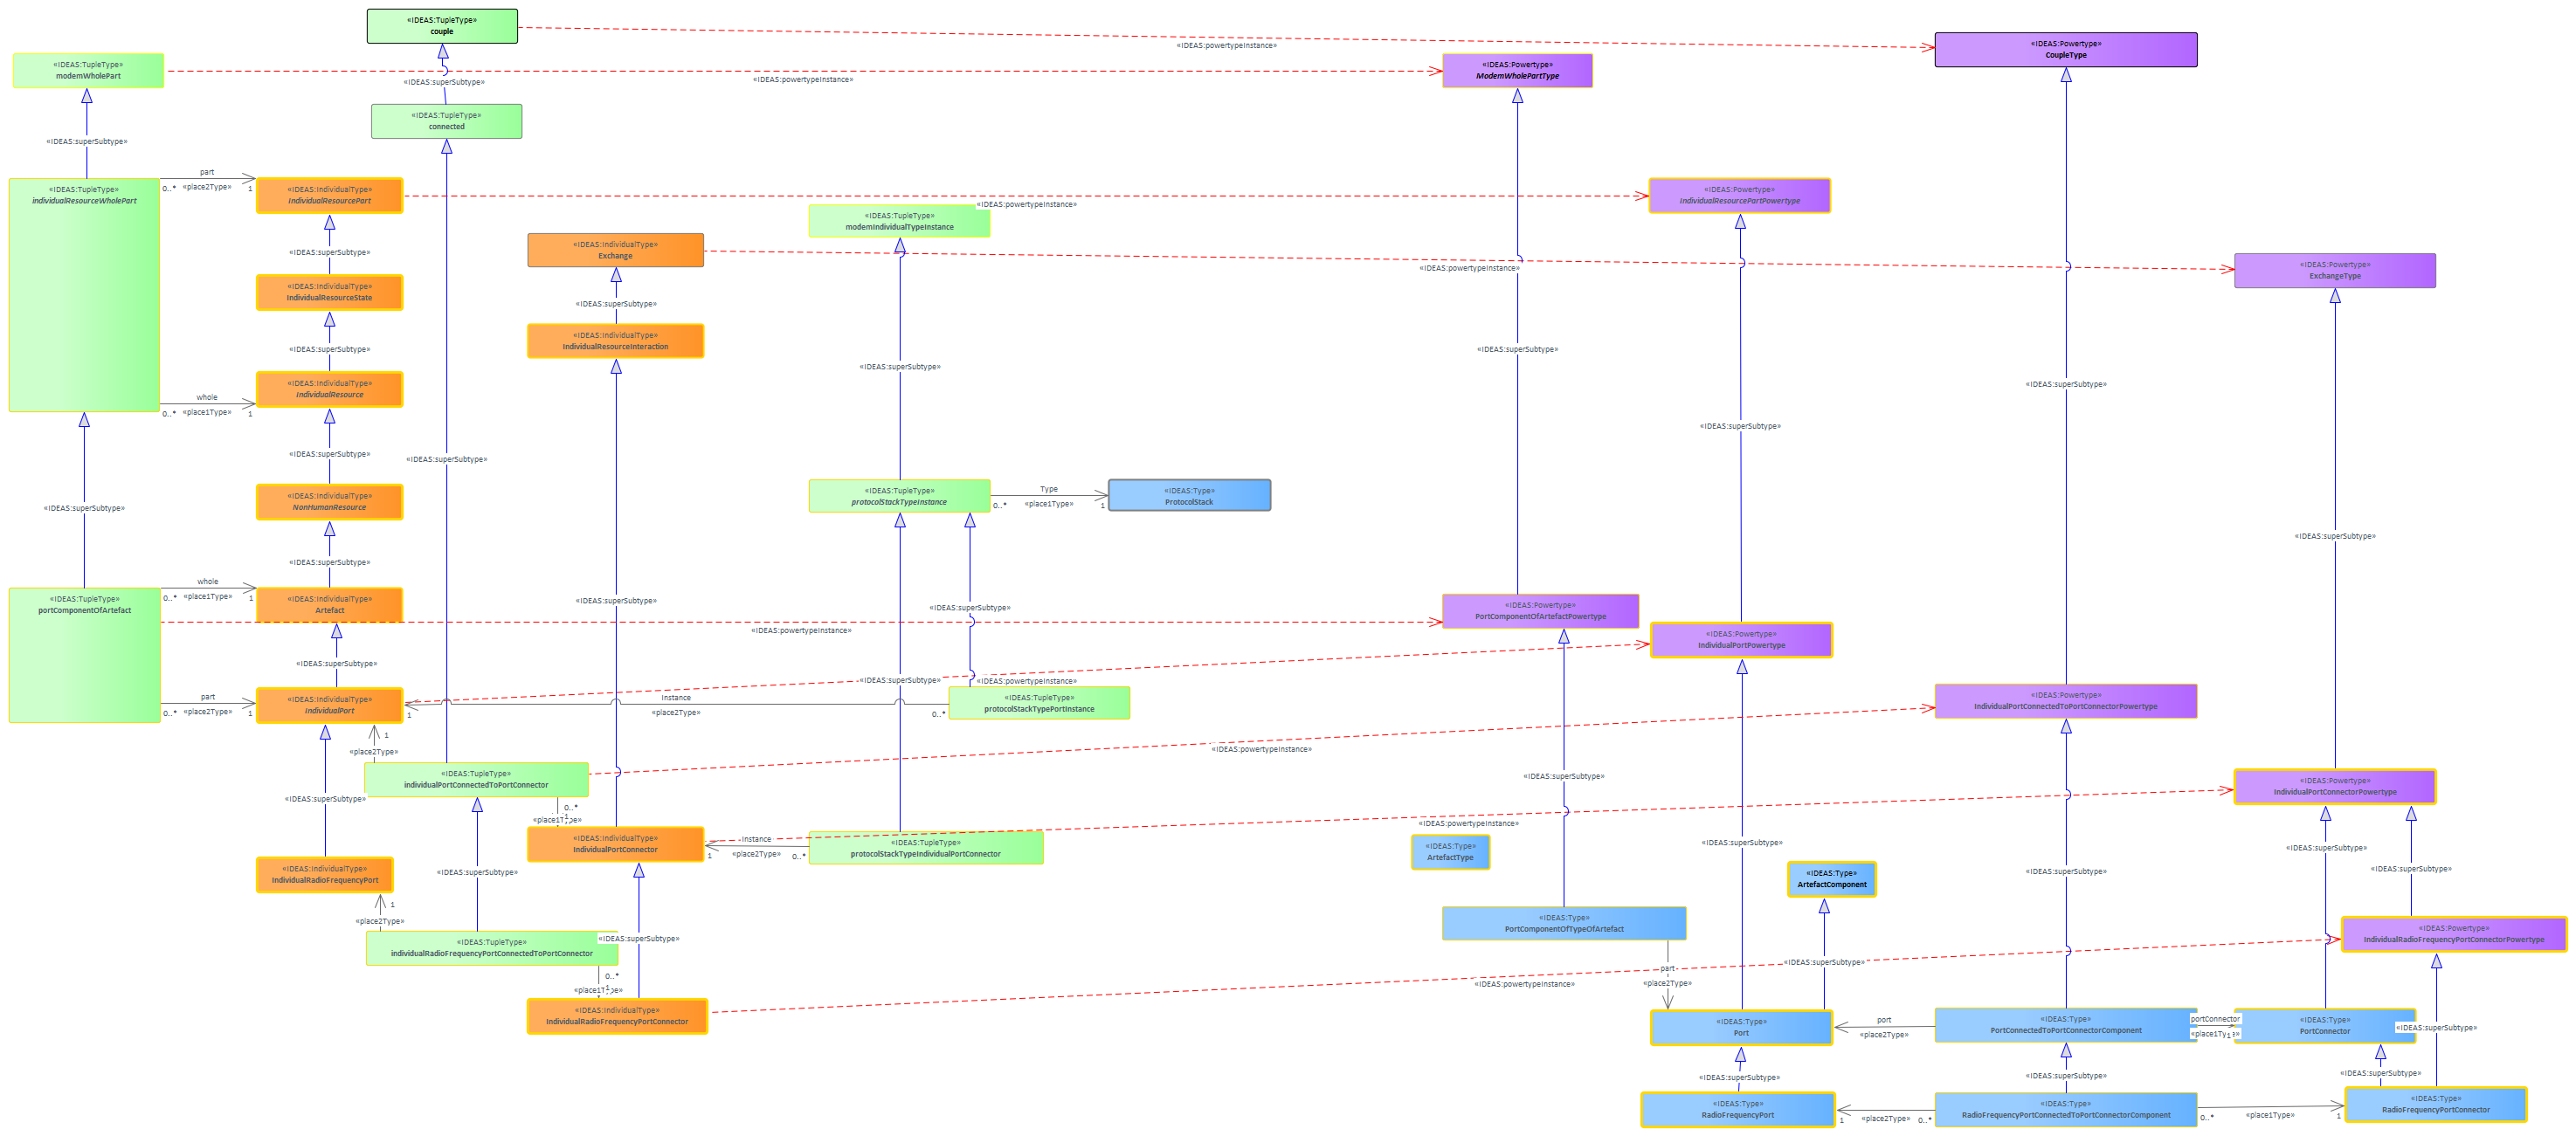 «IDEAS:TupleType»
couple
«IDEAS:powertypeInstance»
«IDEAS:Powertype»
CoupleType
«IDEAS:TupleType»
modemWholePart
«IDEAS:powertypeInstance»
«IDEAS:Powertype»
ModemWholePartType
«IDEAS:superSubtype»
«IDEAS:TupleType»
connected
«IDEAS:superSubtype»
«IDEAS:TupleType»
individualResourceWholePart
part
0..* «place2Type» 1
«IDEAS:IndividualType»
IndividualResourcePart
«IDEAS:powertypeInstance»
«IDEAS:Powertype»
IndividualResourcePartPowertype
«IDEAS:TupleType»
modemIndividualTypeInstance
«IDEAS:superSubtype»
«IDEAS:IndividualType»
Exchange
«IDEAS:powertypeInstance»
«IDEAS:Powertype»
ExchangeType
«IDEAS:IndividualType»
IndividualResourceState
«IDEAS:superSubtype»
«IDEAS:IndividualType»
IndividualResourceInteraction
«IDEAS:superSubtype»
«IDEAS:superSubtype»
«IDEAS:superSubtype»
«IDEAS:superSubtype»
«IDEAS:IndividualType»
IndividualResource
whole
0..* «place1Type» 1
«IDEAS:superSubtype»
«IDEAS:superSubtype»
«IDEAS:superSubtype»
«IDEAS:superSubtype»
«IDEAS:IndividualType»
NonHumanResource
«IDEAS:TupleType»
protocolStackTypeInstance
Type
0..* «place1Type» 1
«IDEAS:Type»
ProtocolStack
«IDEAS:superSubtype»
«IDEAS:superSubtype»
«IDEAS:superSubtype»
«IDEAS:TupleType»
portComponentOfArtefact
whole
0..* «place1Type» 1
«IDEAS:IndividualType»
Artefact
«IDEAS:superSubtype»
«IDEAS:superSubtype»
«IDEAS:powertypeInstance»
«IDEAS:Powertype»
PortComponentOfArtefactPowertype
«IDEAS:Powertype»
IndividualPortPowertype
«IDEAS:superSubtype»
«IDEAS:superSubtype»
«IDEAS:powertypeInstance»
part
0..* «place2Type» 1
«IDEAS:IndividualType»
IndividualPort
1
Instance
«place2Type»
0..*
«IDEAS:TupleType»
protocolStackTypePortInstance
«IDEAS:Powertype»
IndividualPortConnectedToPortConnectorPowertype
1
«place2Type»
«IDEAS:powertypeInstance»
«IDEAS:TupleType»
individualPortConnectedToPortConnector
«IDEAS:superSubtype»
«IDEAS:Powertype»
IndividualPortConnectorPowertype
«IDEAS:superSubtype»
0..*
«place1Type»
1
«IDEAS:powertypeInstance»
«IDEAS:IndividualType»
IndividualPortConnector
1
Instance
«place2Type»
0..*
«IDEAS:TupleType»
protocolStackTypeIndividualPortConnector
«IDEAS:Type»
ArtefactType
«IDEAS:superSubtype»
«IDEAS:superSubtype»
«IDEAS:IndividualType»
IndividualRadioFrequencyPort
«IDEAS:superSubtype»
«IDEAS:Type»
ArtefactComponent
«IDEAS:superSubtype»
«IDEAS:superSubtype»
1
«place2Type»
«IDEAS:Type»
PortComponentOfTypeOfArtefact
«IDEAS:Powertype»
IndividualRadioFrequencyPortConnectorPowertype
«IDEAS:TupleType»
individualRadioFrequencyPortConnectedToPortConnector
«IDEAS:superSubtype»
«IDEAS:superSubtype»
part
«place2Type»
«IDEAS:powertypeInstance»
0..*
«place1Type»
1
«IDEAS:IndividualType»
IndividualRadioFrequencyPortConnector
«IDEAS:Type»
Port
port
«place2Type»
«IDEAS:Type»
PortConnectedToPortConnectorComponent
portConnector
«place1Type»
1
«IDEAS:Type»
PortConnector
«IDEAS:superSubtype»
«IDEAS:superSubtype»
«IDEAS:superSubtype»
«IDEAS:superSubtype»
«IDEAS:Type»
RadioFrequencyPort
1 «place2Type» 0..*
«IDEAS:Type»
RadioFrequencyPortConnectedToPortConnectorComponent
0..* «place1Type» 1
«IDEAS:Type»
RadioFrequencyPortConnector